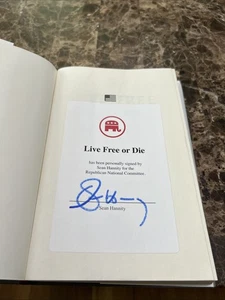 Live Free or Die
has been personally signed by
Sean Hannity for the
Republican National Committee.
Sean Hannity